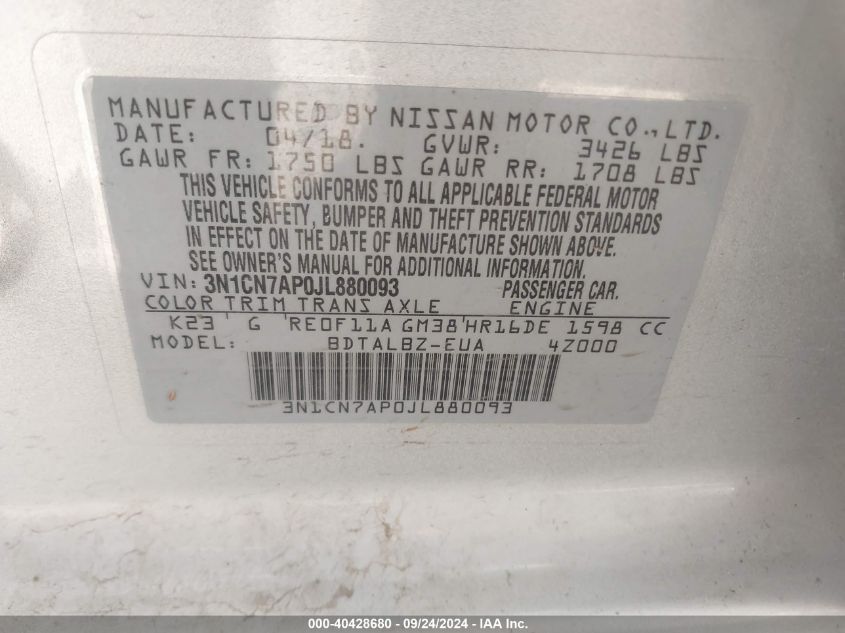 MANUFACTURED BY NISSAN MOTOR CO.,LTD.
DATE: 04/18. GVWR: 3426 LBS
GAWR FR: 1750 LBS GAWR RR: 1708 LBS
THIS VEHICLE CONFORMS TO ALL APPLICABLE FEDERAL MOTOR
VEHICLE SAFETY, BUMPER AND THEFT PREVENTION STANDARDS
IN EFFECT ON THE DATE OF MANUFACTURE SHOWN ABOVE.
SEE OWNER'S MANUAL FOR ADDITIONAL INFORMATION.
VIN: 3N1CN7AP0JL880093 PASSENGER CAR.
COLOR TRIM TRANS AXLE ENGINE
K23 G RE0F11A GM38 HR16DE 1598 CC
MODEL: BDTALBZ-EUA 4Z000
3N1CN7AP0JL880093
000-40428680 - 09/24/2024 - IAA Inc.